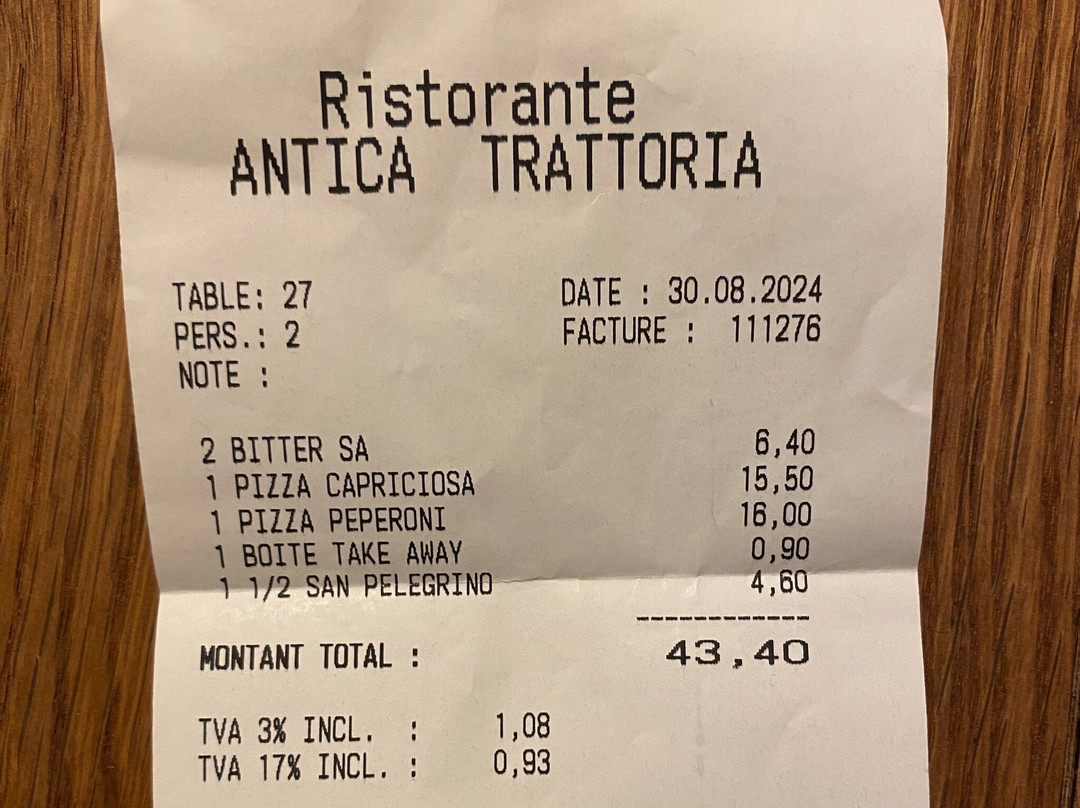 Ristorante
ANTICA TRATTORIA
TABLE: 27 DATE : 30.08.2024
PERS.: 2 FACTURE : 111276
NOTE :
2 BITTER SA 6,40
1 PIZZA CAPRICIOSA 15,50
1 PIZZA PEPERONI 16,00
1 BOITE TAKE AWAY 0,90
1 1/2 SAN PELEGRINO 4,60
------------
MONTANT TOTAL : 43,40
TVA 3% INCL. : 1,08
TVA 17% INCL. : 0,93